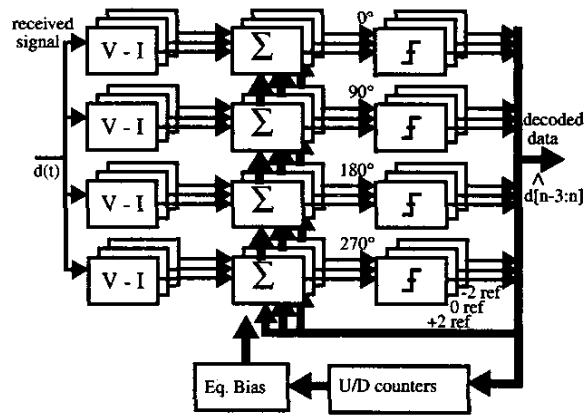 received
signal
0°
V - I
Σ
90°
V - I
Σ
decoded
data
d(t)
180°
V - I
Σ
^
d[n-3:n]
270°
V - I
Σ
-2 ref
0 ref
+2 ref
Eq. Bias
U/D counters